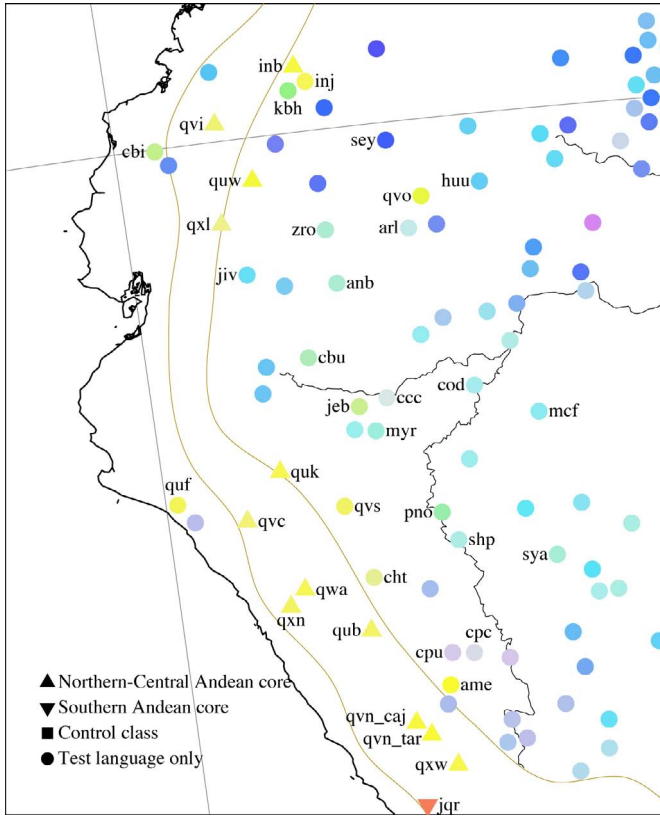 inb
inj
kbh
qvi
sey
cbi
quw
huu
qvo
qxl
zro
arl
jiv
anb
cbu
cod
ccc
jeb
mcf
myr
quk
quf
qvs
pno
qvc
shp
sya
cht
qwa
qxn
qub
cpc
cpu
Northern-Central Andean core
ame
Southern Andean core
qvn_caj
Control class
qvn_tar
Test language only
qxw
jqr